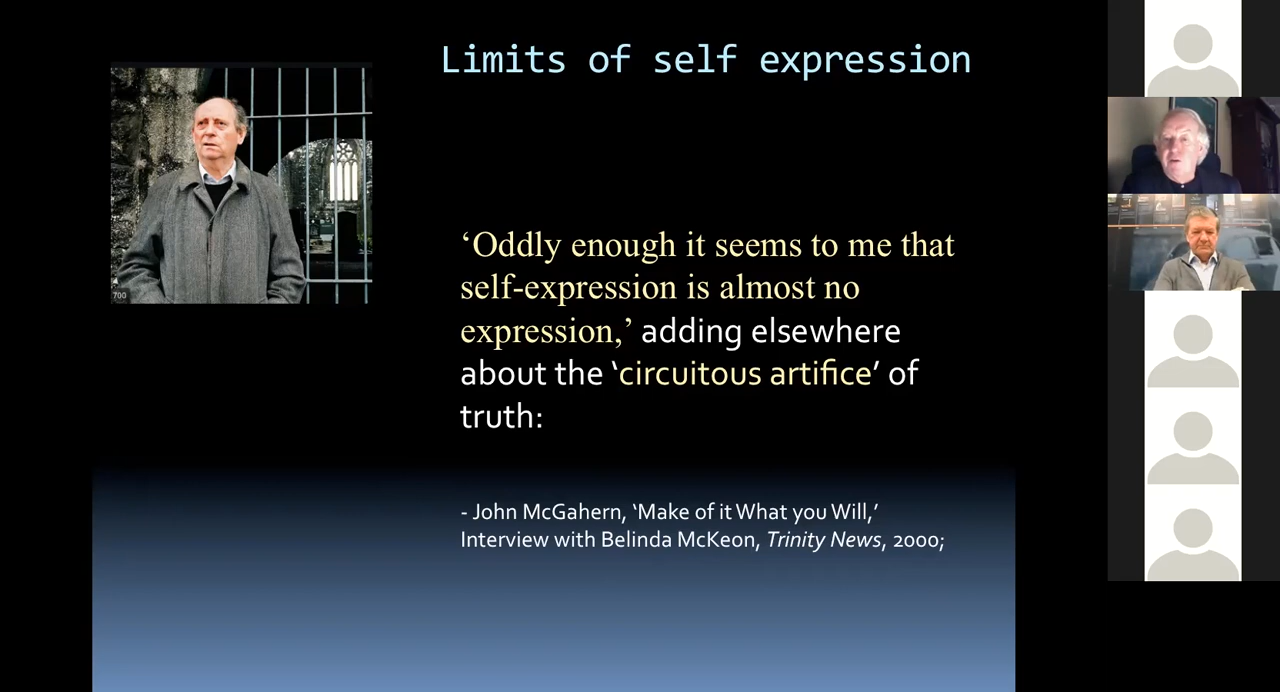 Limits of self expression
700
‘Oddly enough it seems to me that
self-expression is almost no
expression,’ adding elsewhere
about the ‘circuitous artifice’ of
truth:
- John McGahern, ‘Make of it What you Will,’
Interview with Belinda McKeon, Trinity News, 2000;